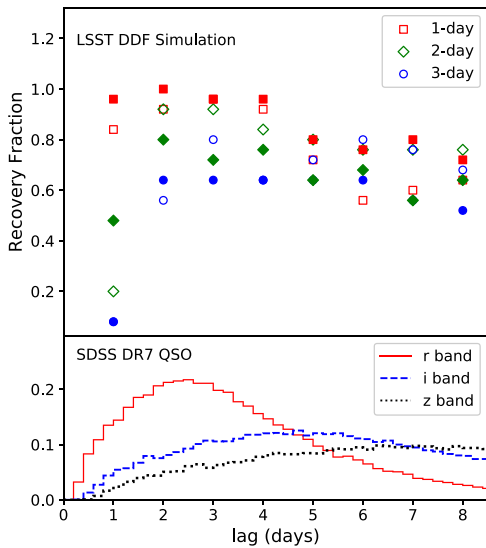 LSST DDF Simulation
1-day
2-day
3-day
1.2
1.0
0.8
0.6
0.4
0.2
Recovery Fraction
SDSS DR7 QSO
r band
i band
z band
0.2
0.1
0.0
0 1 2 3 4 5 6 7 8
lag (days)